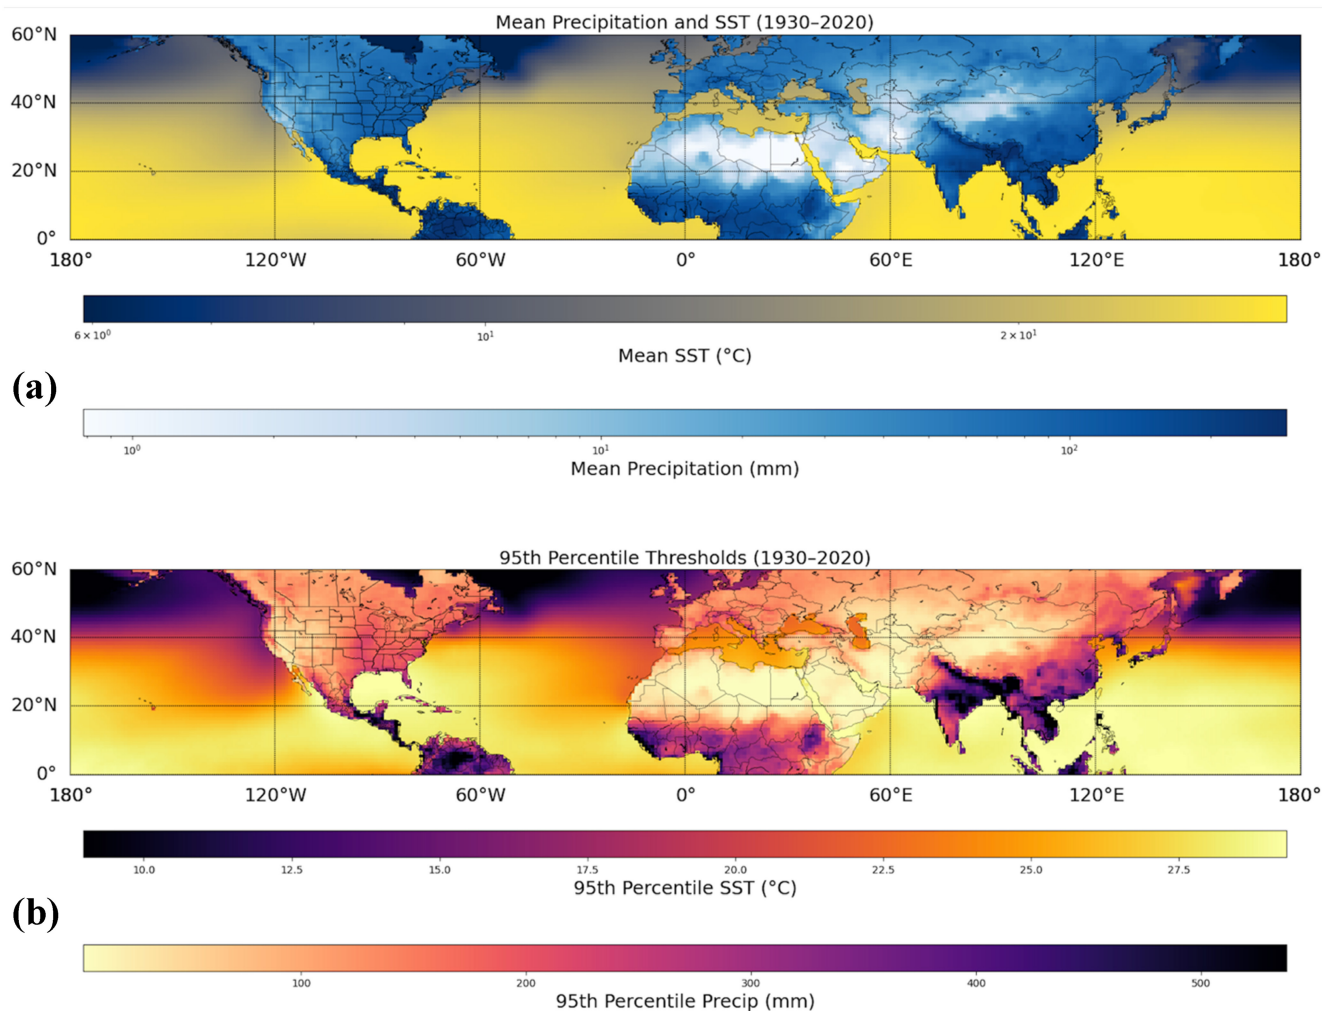 Mean Precipitation and SST (1930–2020)
60°N
40°N
20°N
0°
180° 120°W 60°W 0° 60°E 120°E 180°
6 × 10⁰ 10¹ 2 × 10¹
Mean SST (°C)
(a)
10⁰ 10¹ 10²
Mean Precipitation (mm)
95th Percentile Thresholds (1930–2020)
60°N
40°N
20°N
0°
180° 120°W 60°W 0° 60°E 120°E 180°
10.0 12.5 15.0 17.5 20.0 22.5 25.0 27.5
95th Percentile SST (°C)
(b)
100 200 300 400 500
95th Percentile Precip (mm)